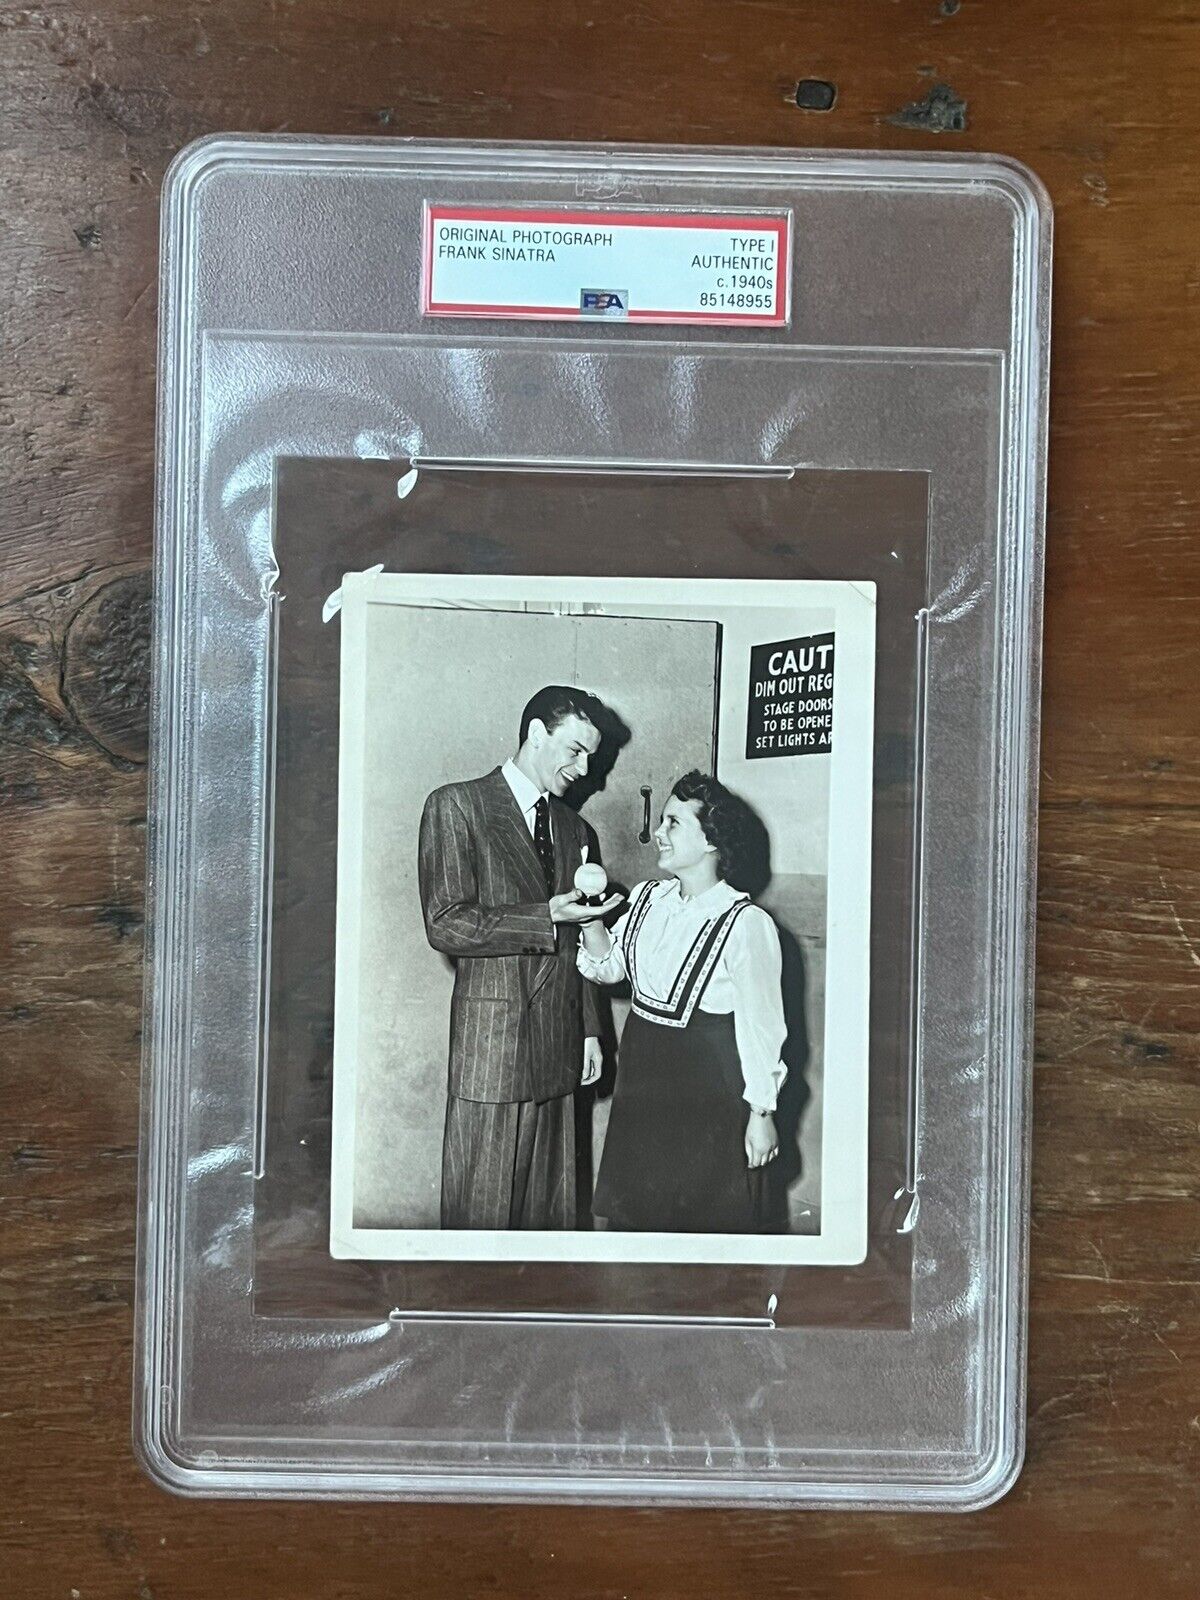 ORIGINAL PHOTOGRAPH
FRANK SINATRA
TYPE I
AUTHENTIC
c.1940s
85148955
PSA
CAUT
DIM OUT REG
STAGE DOORS
TO BE OPENE
SET LIGHTS AR